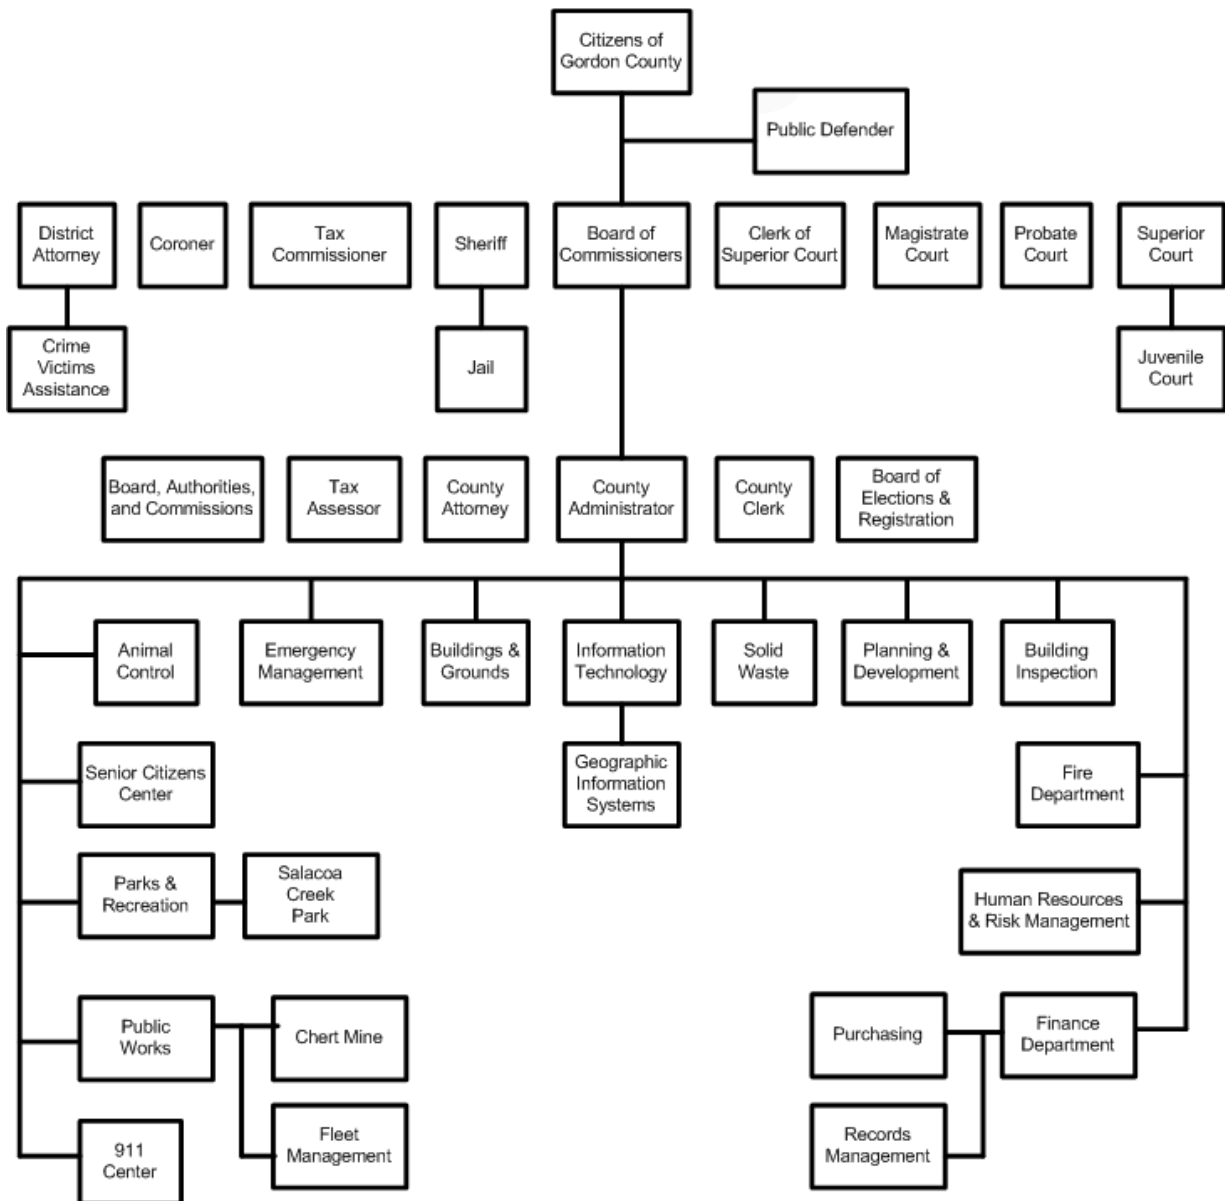 Citizens of
Gordon County
Public Defender
District
Attorney
Coroner
Tax
Commissioner
Sheriff
Board of
Commissioners
Clerk of
Superior Court
Magistrate
Court
Probate
Court
Superior
Court
Crime
Victims
Assistance
Jail
Juvenile
Court
Board, Authorities,
and Commissions
Tax
Assessor
County
Attorney
County
Administrator
County
Clerk
Board of
Elections &
Registration
Animal
Control
Emergency
Management
Buildings &
Grounds
Information
Technology
Solid
Waste
Planning &
Development
Building
Inspection
Senior Citizens
Center
Geographic
Information
Systems
Fire
Department
Parks &
Recreation
Salacoa
Creek
Park
Human Resources
& Risk Management
Public
Works
Chert Mine
Purchasing
Finance
Department
911
Center
Fleet
Management
Records
Management